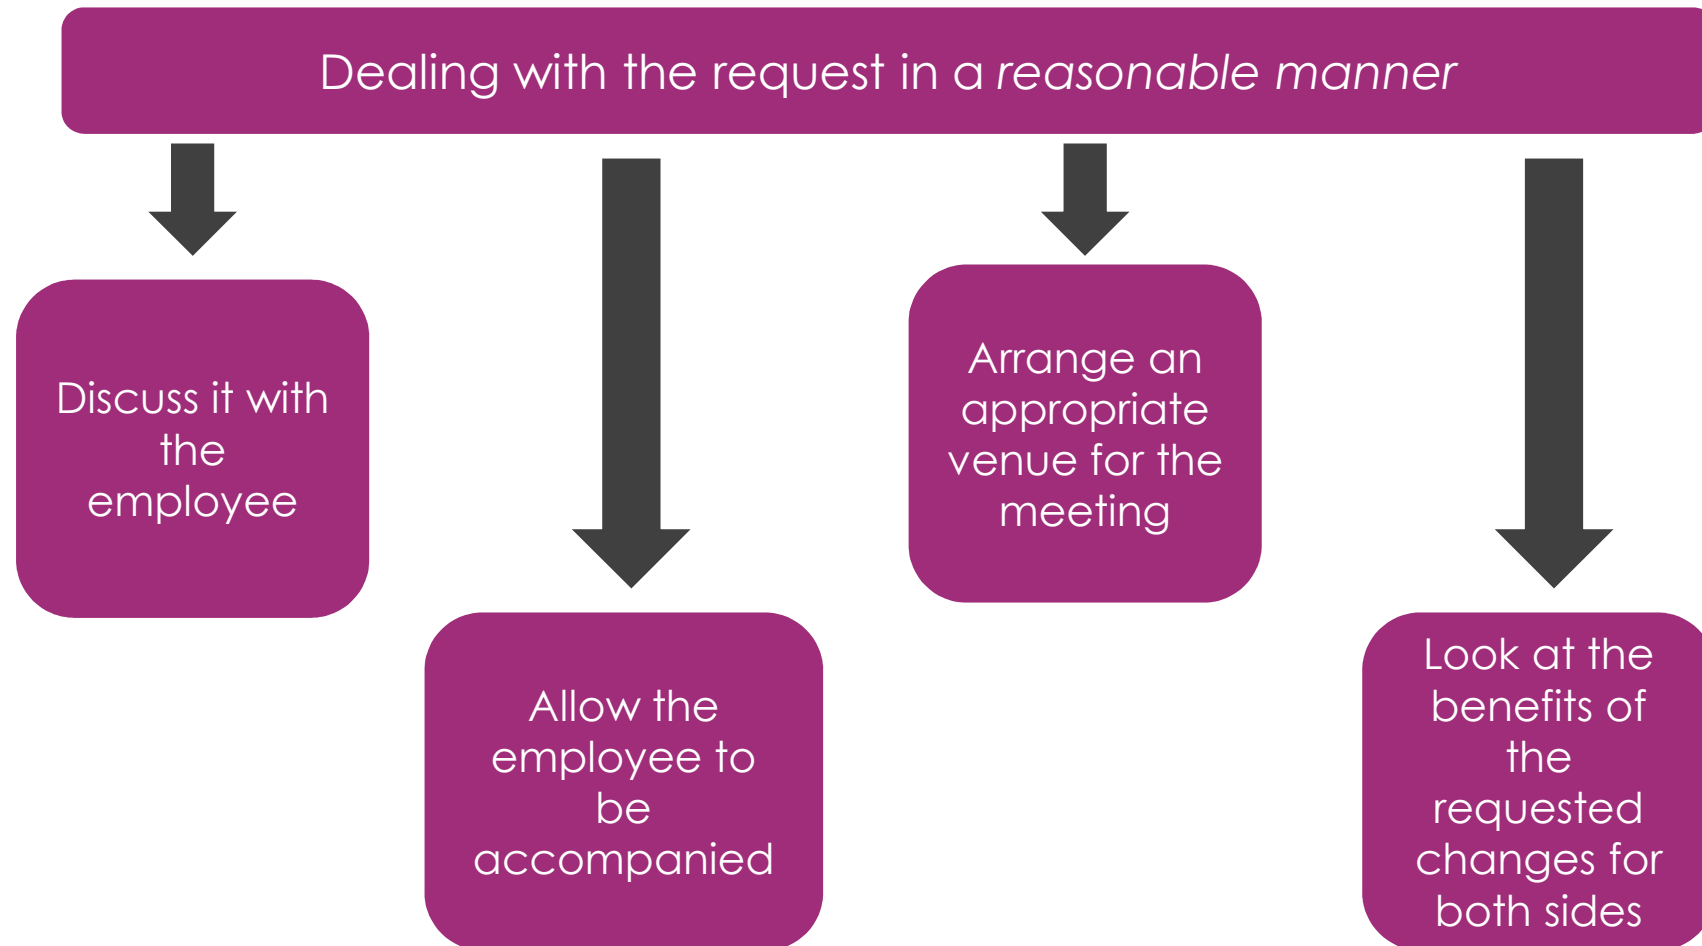 Dealing with the request in a reasonable manner
Discuss it with
the
employee
Allow the
employee to
be
accompanied
Arrange an
appropriate
venue for the
meeting
Look at the
benefits of
the
requested
changes for
both sides